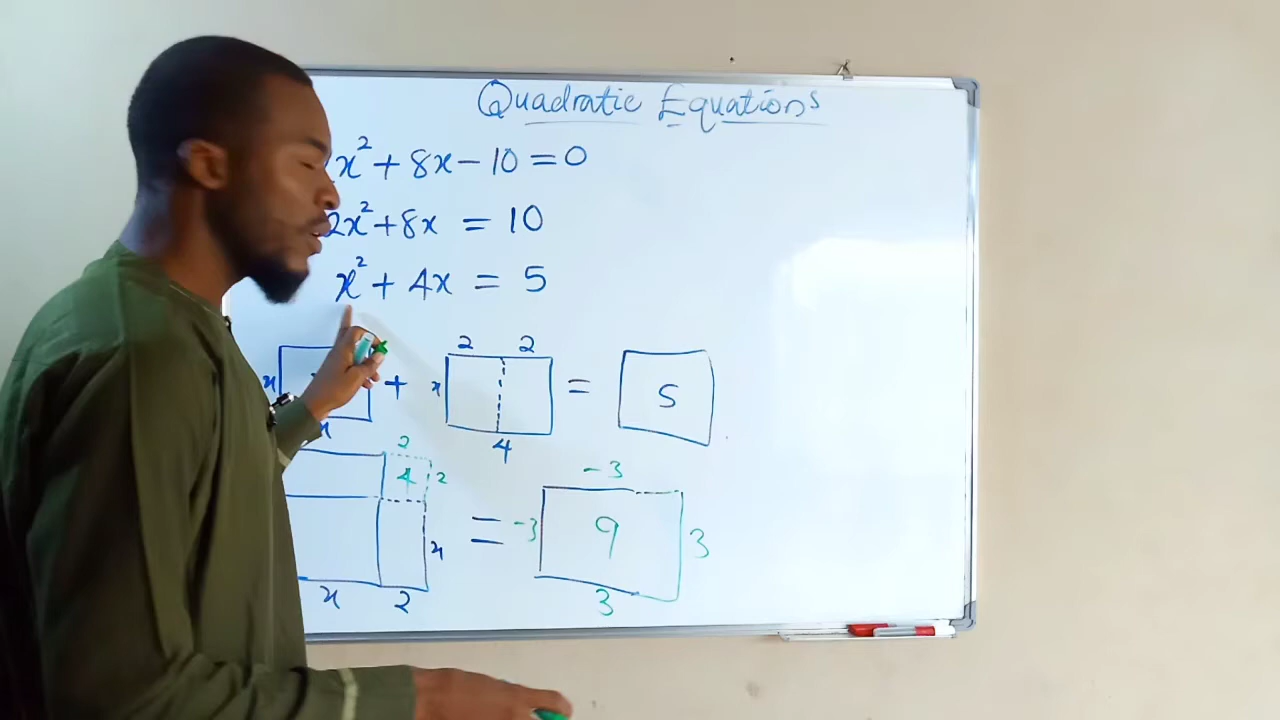 Quadratic Equations
x² + 8x - 10 = 0
2x² + 8x = 10
x² + 4x = 5
2 2
x + x = 5
x 4
2
4 2
-3
= -3 9 3
x
x 2 3